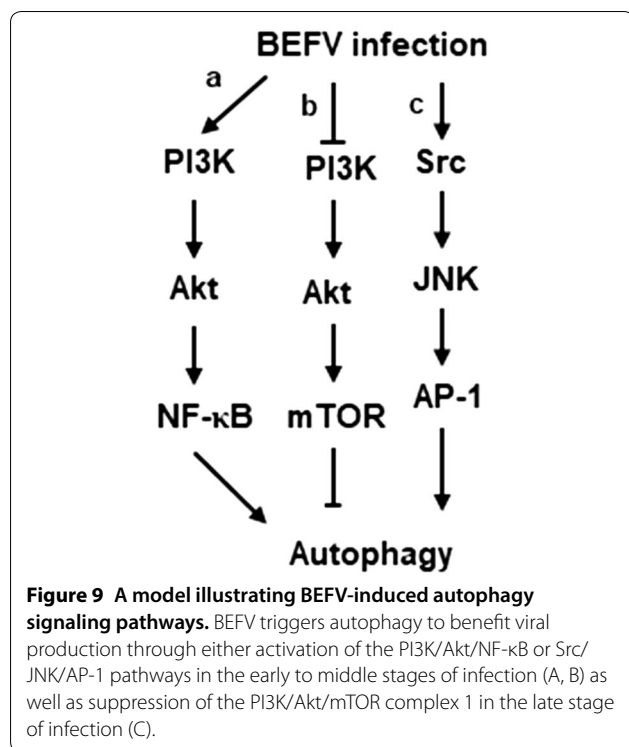 BEFV infection
a
b
c
PI3K
PI3K
Src
Akt
Akt
JNK
NF-κB
mTOR
AP-1
Autophagy
Figure 9 A model illustrating BEFV-induced autophagy
signaling pathways. BEFV triggers autophagy to benefit viral
production through either activation of the PI3K/Akt/NF-κB or Src/
JNK/AP-1 pathways in the early to middle stages of infection (A, B) as
well as suppression of the PI3K/Akt/mTOR complex 1 in the late stage
of infection (C).